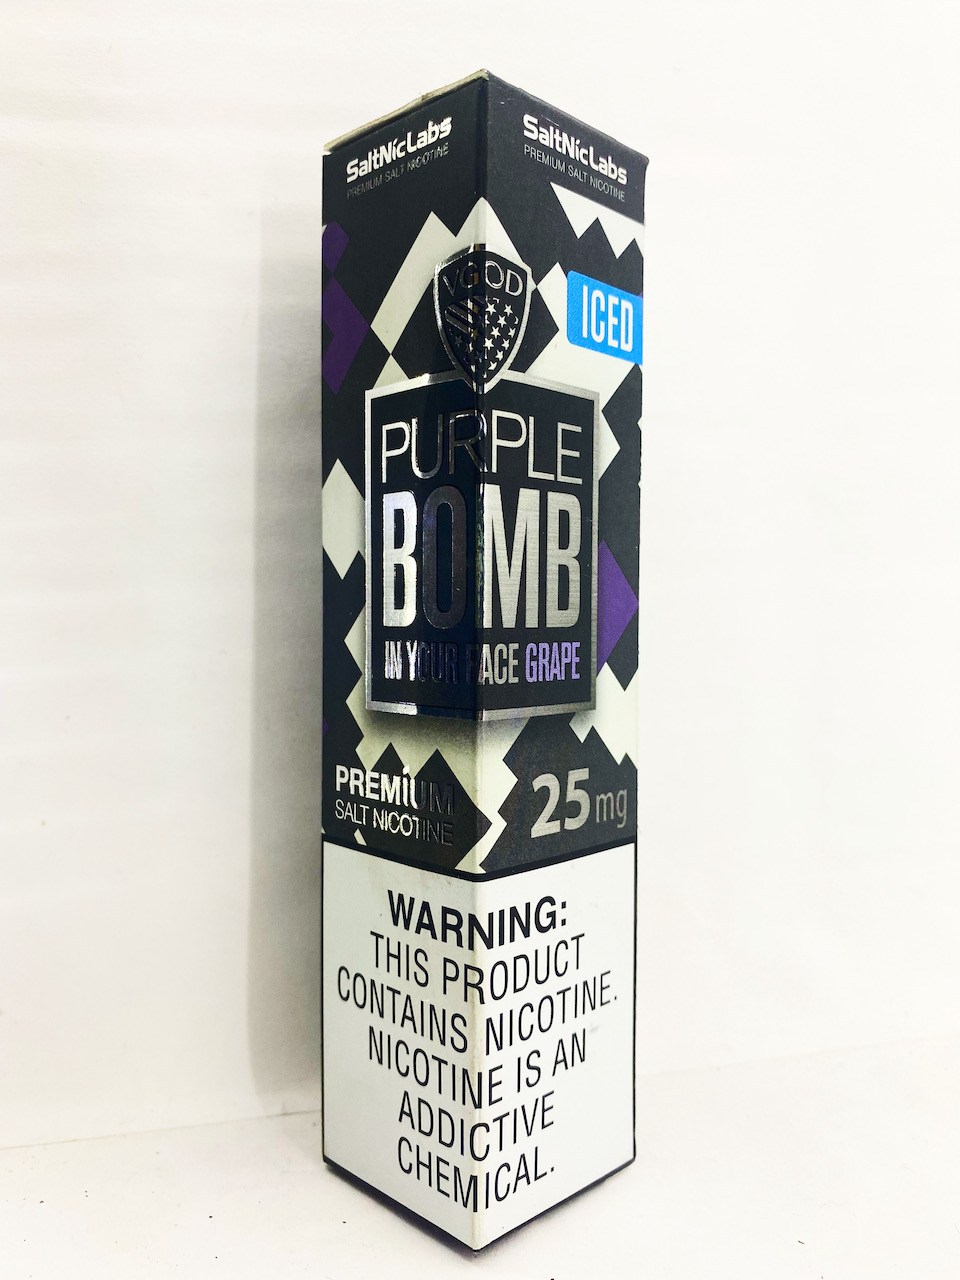 SaltNicLabs
PREMIUM SALT NICOTINE
SaltNicLabs
PREMIUM SALT NICOTINE
VGOD
ICED
PURPLE
BOMB
IN YOUR FACE GRAPE
PREMIUM
SALT NICOTINE
25mg
WARNING:
THIS PRODUCT
CONTAINS NICOTINE.
NICOTINE IS AN
ADDICTIVE
CHEMICAL.